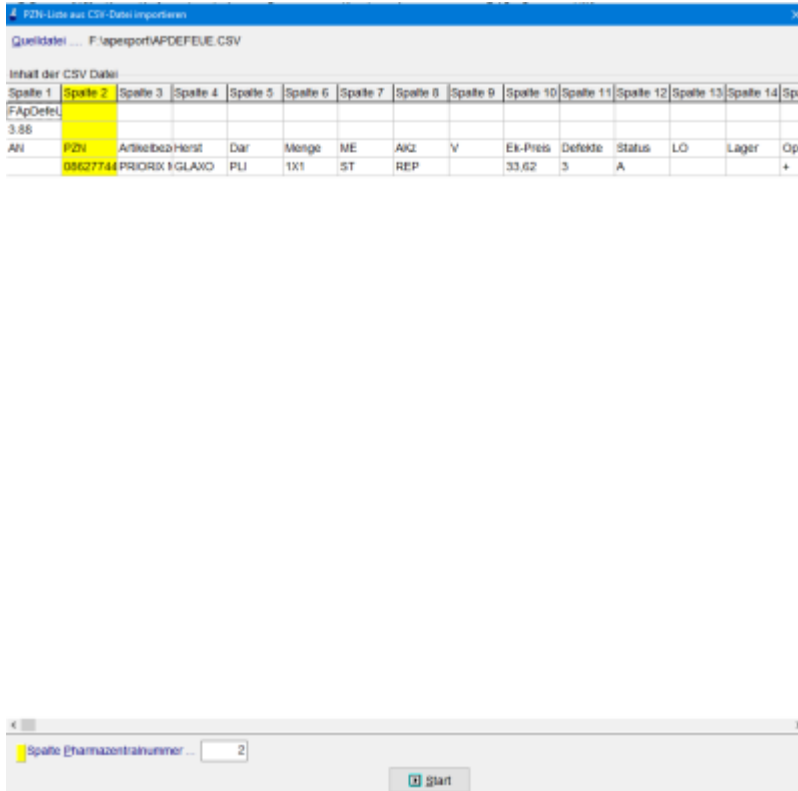 PZN-Liste aus CSV-Datei importieren
Quelldatei .... F:\apexport\APDEFEUE.CSV
Inhalt der CSV Datei
Spalte 1 Spalte 2 Spalte 3 Spalte 4 Spalte 5 Spalte 6 Spalte 7 Spalte 8 Spalte 9 Spalte 10 Spalte 11 Spalte 12 Spalte 13 Spalte 14 Sp
FApDefeU
3.88
AN PZN Artikelbez Herst Dar Menge ME AKz V Ek-Preis Defekte Status LO Lager Op
08627744 PRIORIX GLAXO PLI 1X1 ST REP 33,62 3 A +
Spalte Pharmazentralnummer ... 2
Start